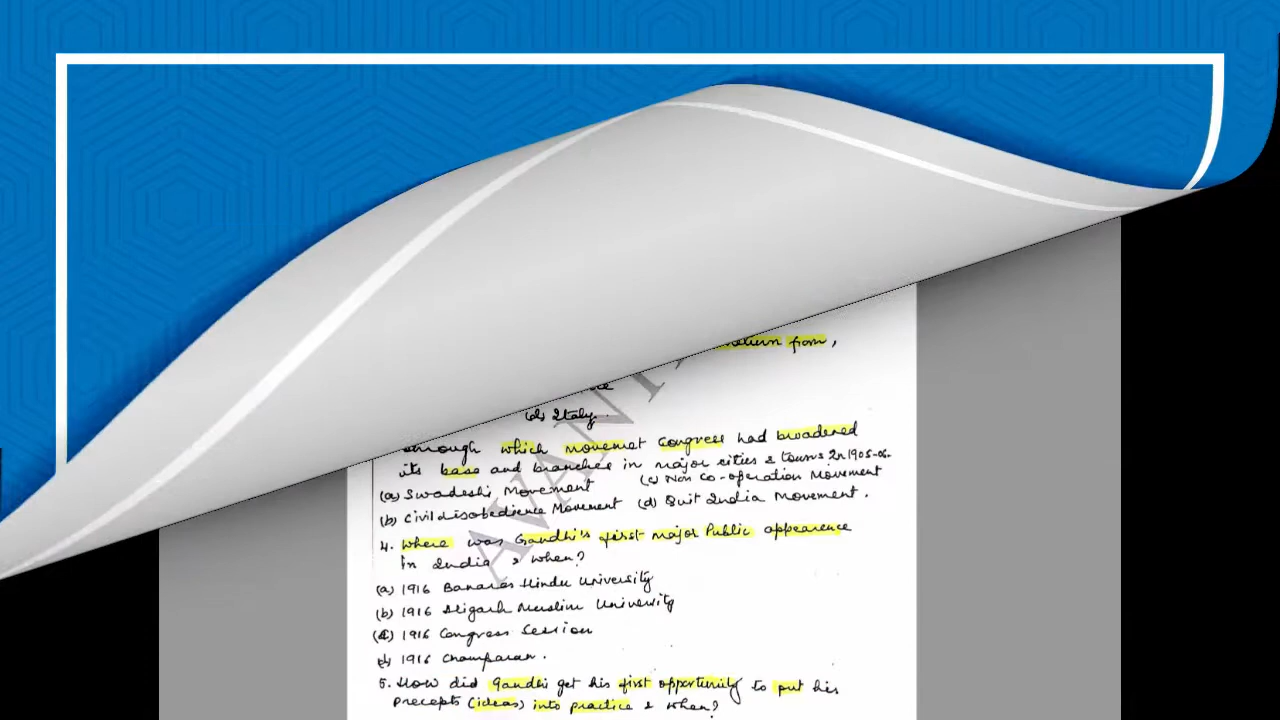 return from,
(d) Italy.
through which movemet Congress had broadened
its base and branches in major cities & towns In 1905-06.
(a) Swadeshi Movement (c) Non Co-operation Movement
(b) Civil disobedience Movement (d) Quit India Movement.
4. Where was Gandhi's first major Public appearence
in India & when?
(a) 1916 Banaras Hindu University
(b) 1916 Aligarh Muslim University
(c) 1916 Congress Session
(d) 1916 Champaran.
5. How did Gandhi get his first opportunity to put his
precepts (ideas) into practice & when?